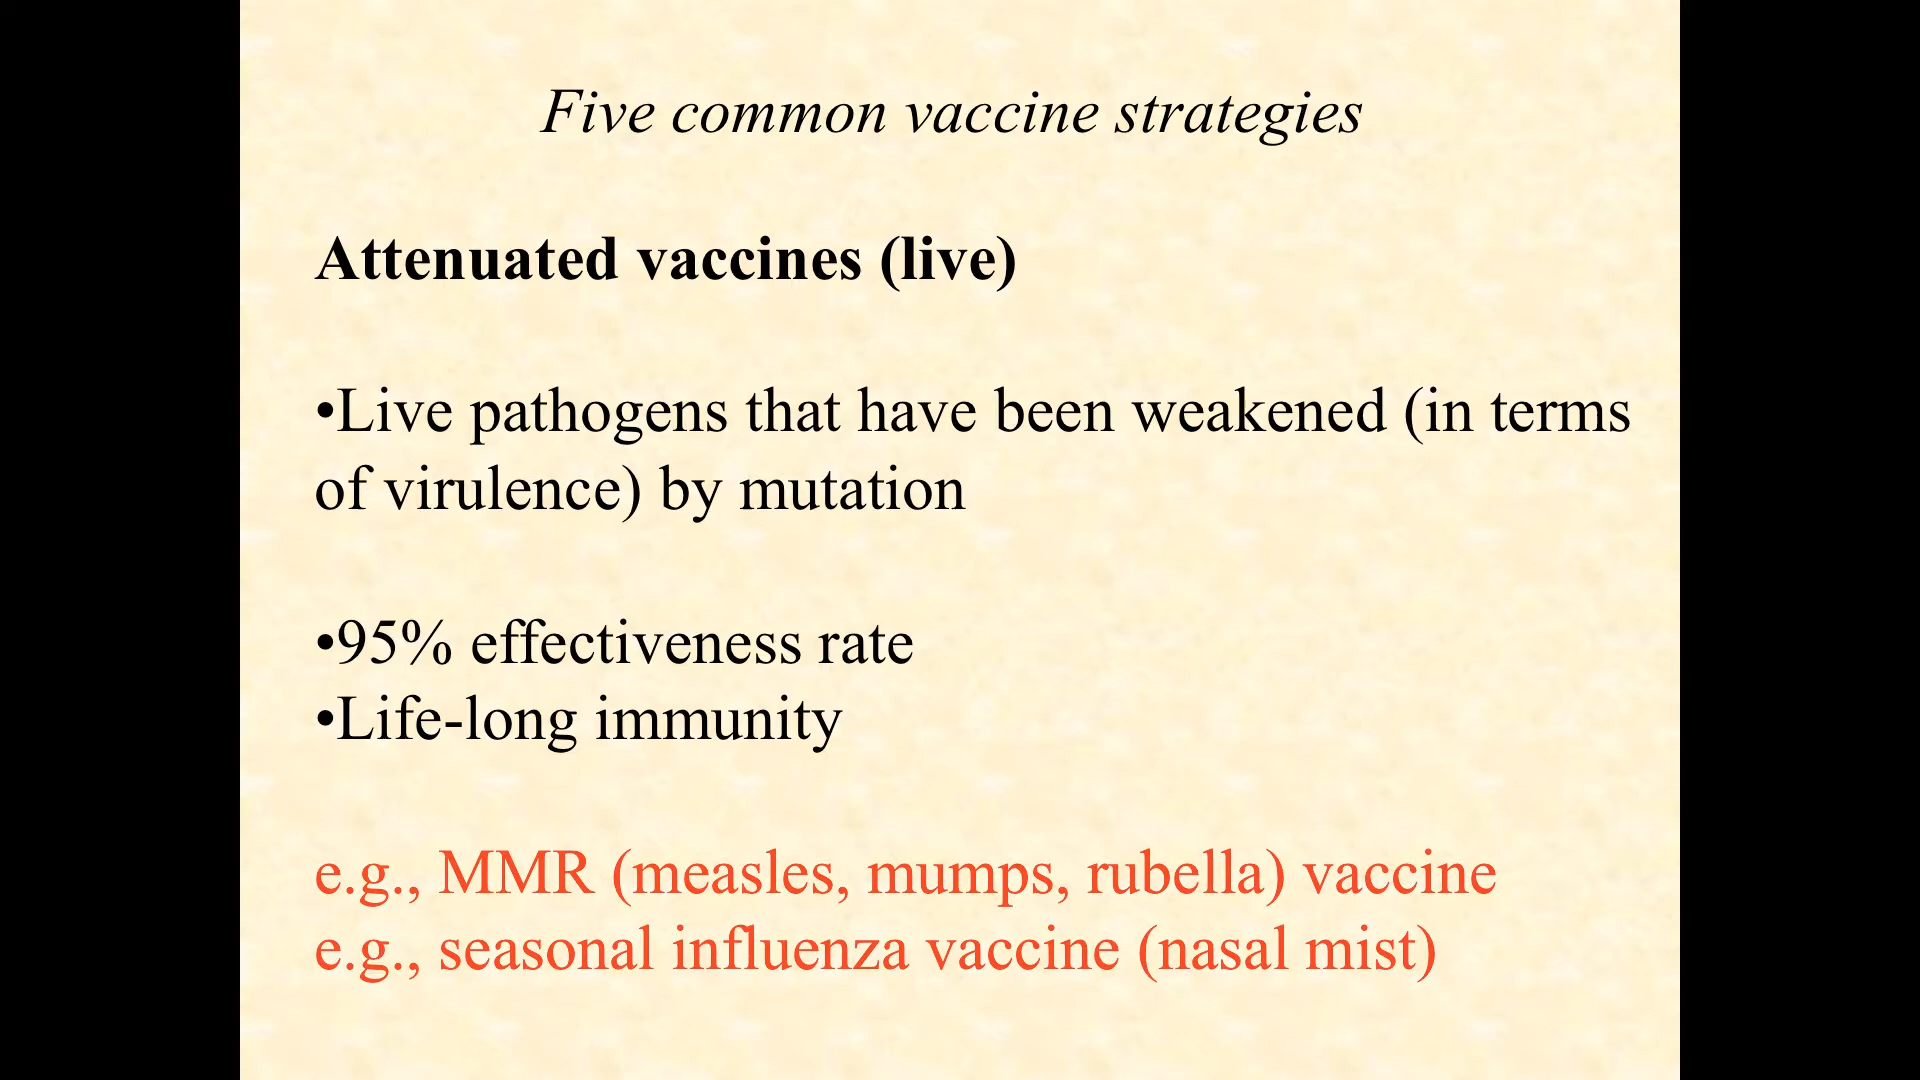 Five common vaccine strategies
Attenuated vaccines (live)
•Live pathogens that have been weakened (in terms
of virulence) by mutation
•95% effectiveness rate
•Life-long immunity
e.g., MMR (measles, mumps, rubella) vaccine
e.g., seasonal influenza vaccine (nasal mist)